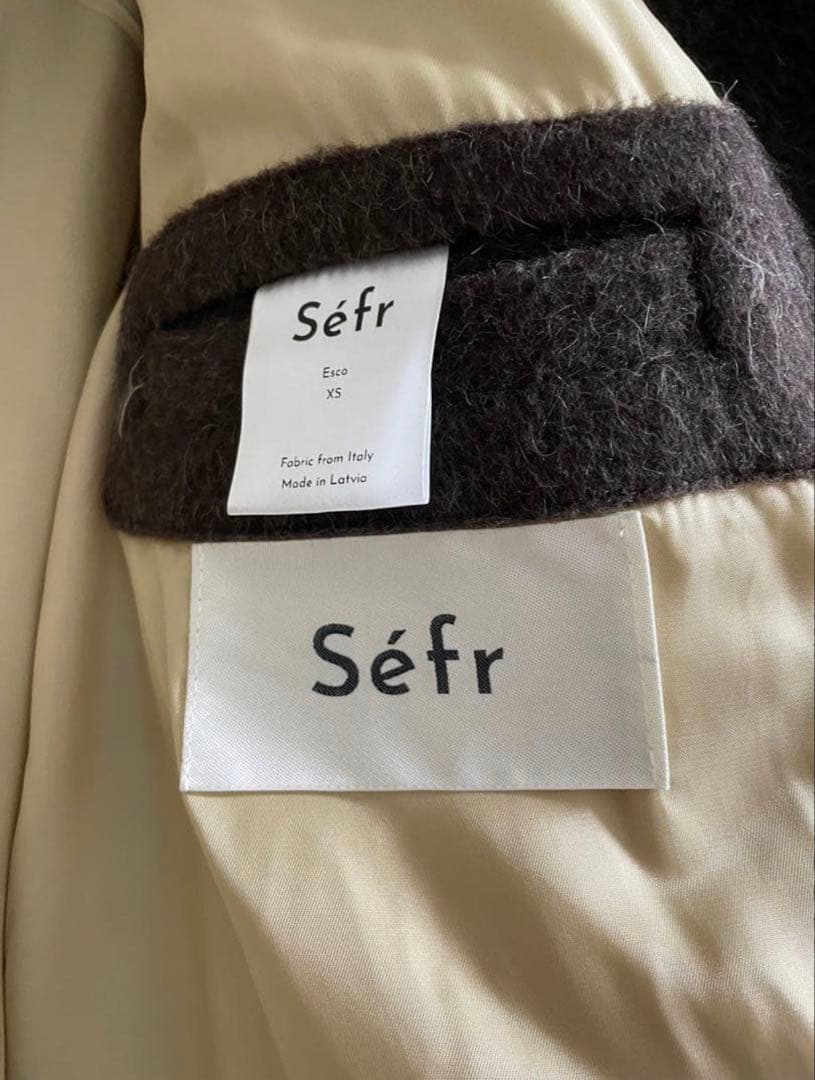 Séfr
Esco
XS
Fabric from Italy
Made in Latvia
Séfr